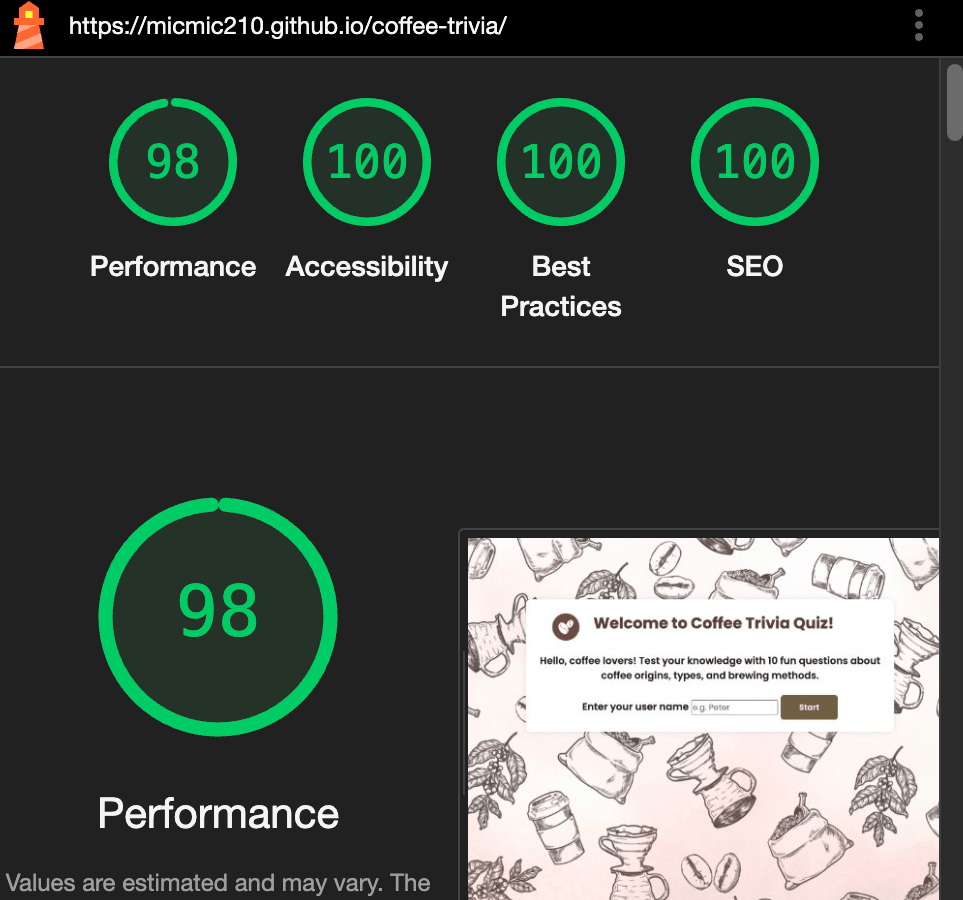 https://micmic210.github.io/coffee-trivia/
98
100
100
100
Performance
Accessibility
Best
Practices
SEO
98
Performance
Values are estimated and may vary. The
Welcome to Coffee Trivia Quiz!
Hello, coffee lovers! Test your knowledge with 10 fun questions about
coffee origins, types, and brewing methods.
Enter your user name e.g. Peter Start